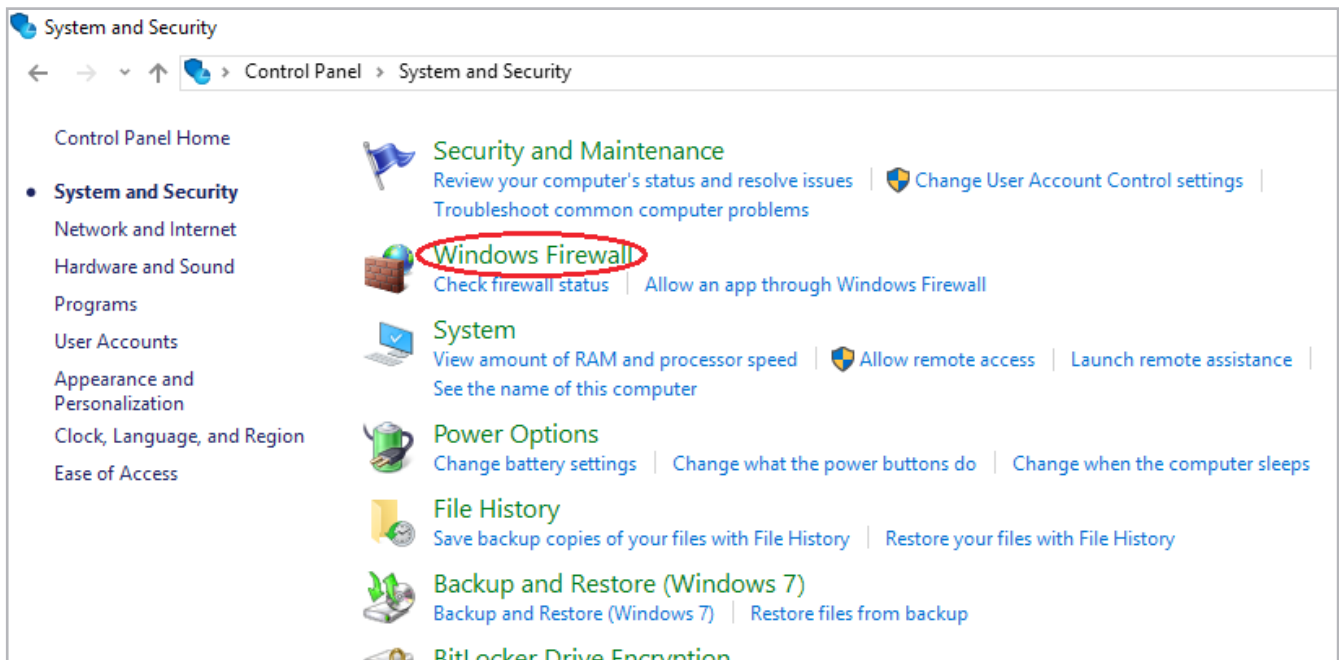 System and Security
Control Panel > System and Security
Control Panel Home
System and Security
Network and Internet
Hardware and Sound
Programs
User Accounts
Appearance and
Personalization
Clock, Language, and Region
Ease of Access
Security and Maintenance
Review your computer's status and resolve issues | Change User Account Control settings |
Troubleshoot common computer problems
Windows Firewall
Check firewall status | Allow an app through Windows Firewall
System
View amount of RAM and processor speed | Allow remote access | Launch remote assistance |
See the name of this computer
Power Options
Change battery settings | Change what the power buttons do | Change when the computer sleeps
File History
Save backup copies of your files with File History | Restore your files with File History
Backup and Restore (Windows 7)
Backup and Restore (Windows 7) | Restore files from backup
BitLocker Drive Encryption